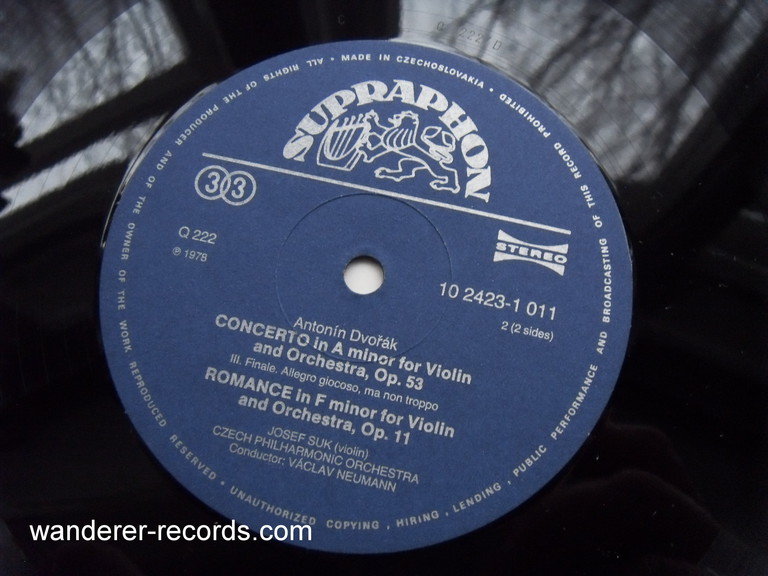 SUPRAPHON
33
STEREO
Q 222
℗ 1978
10 2423-1 011
2 (2 sides)
Antonín Dvořák
CONCERTO in A minor for Violin
and Orchestra, Op. 53
III. Finale. Allegro giocoso, ma non troppo
ROMANCE in F minor for Violin
and Orchestra, Op. 11
JOSEF SUK (violin)
CZECH PHILHARMONIC ORCHESTRA
Conductor: VÁCLAV NEUMANN
• MADE IN CZECHOSLOVAKIA • ALL RIGHTS OF THE PRODUCER AND OF THE OWNER OF THE WORK REPRODUCED RESERVED • UNAUTHORIZED COPYING, HIRING, LENDING, PUBLIC PERFORMANCE AND BROADCASTING OF THIS RECORD PROHIBITED
wanderer-records.com